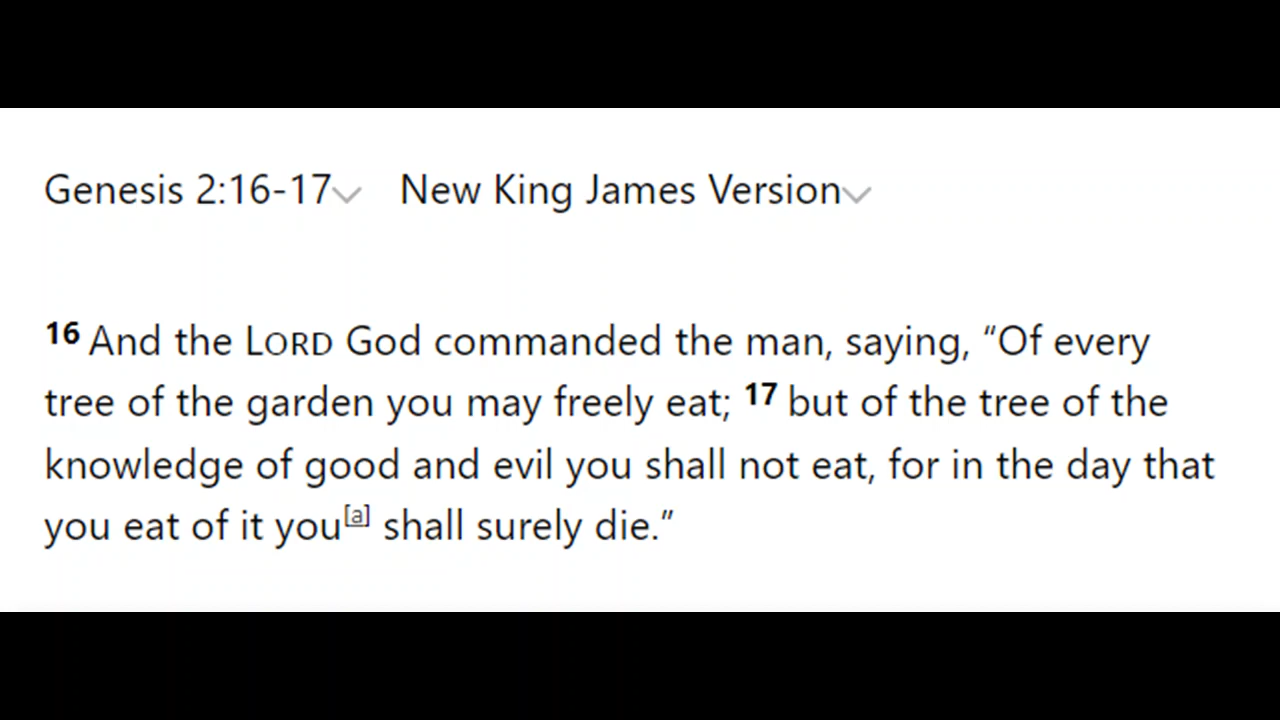 Genesis 2:16-17 New King James Version
16 And the LORD God commanded the man, saying, “Of every
tree of the garden you may freely eat; 17 but of the tree of the
knowledge of good and evil you shall not eat, for in the day that
you eat of it you[a] shall surely die.”